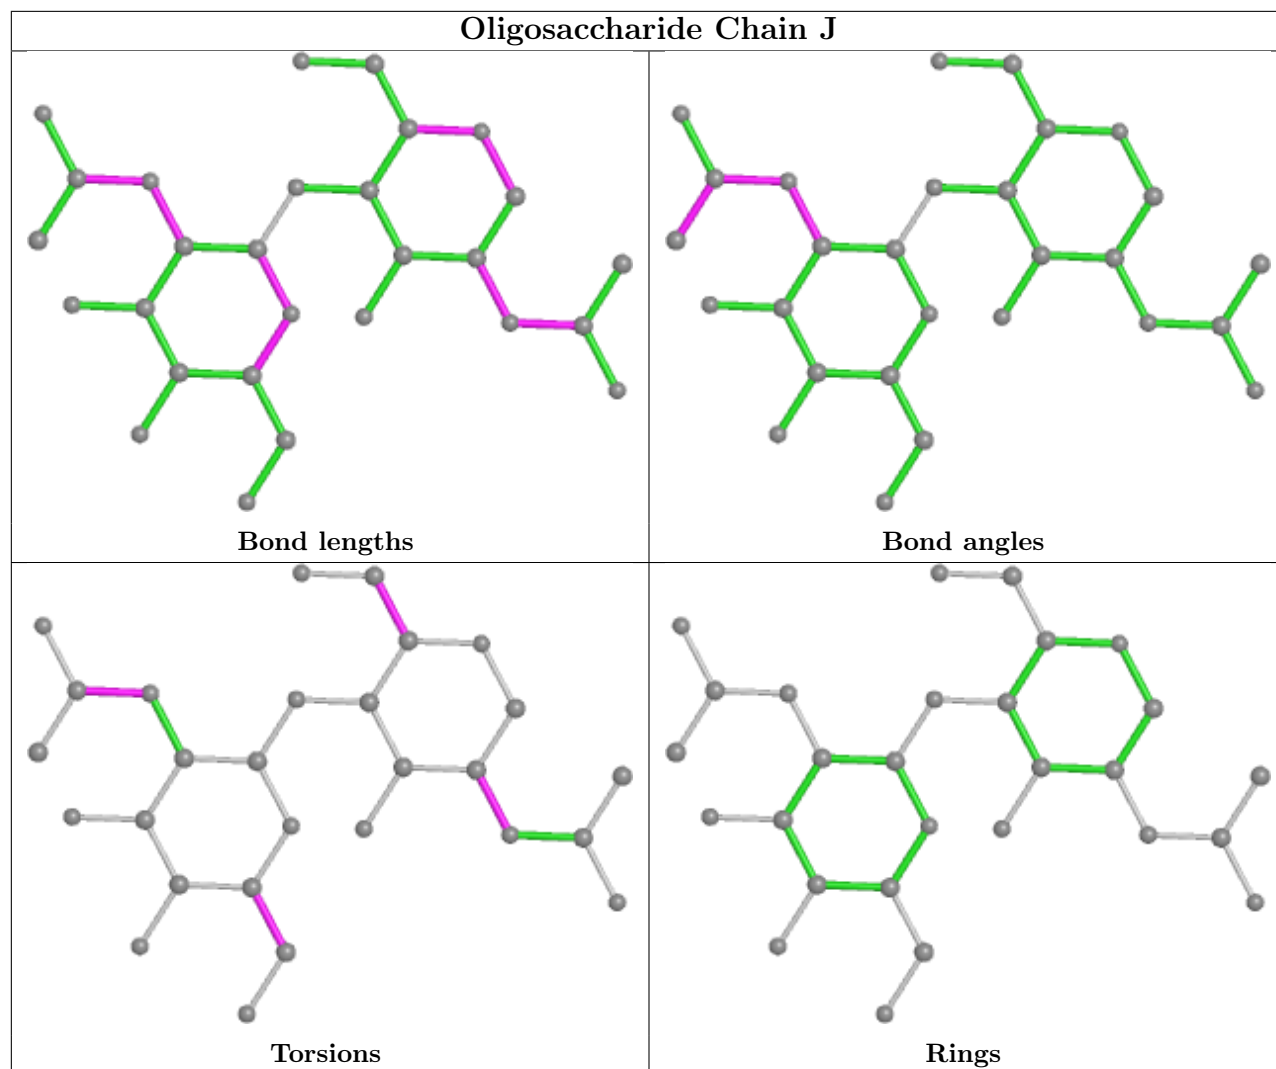 Oligosaccharide Chain J
Bond lengths
Bond angles
Torsions
Rings